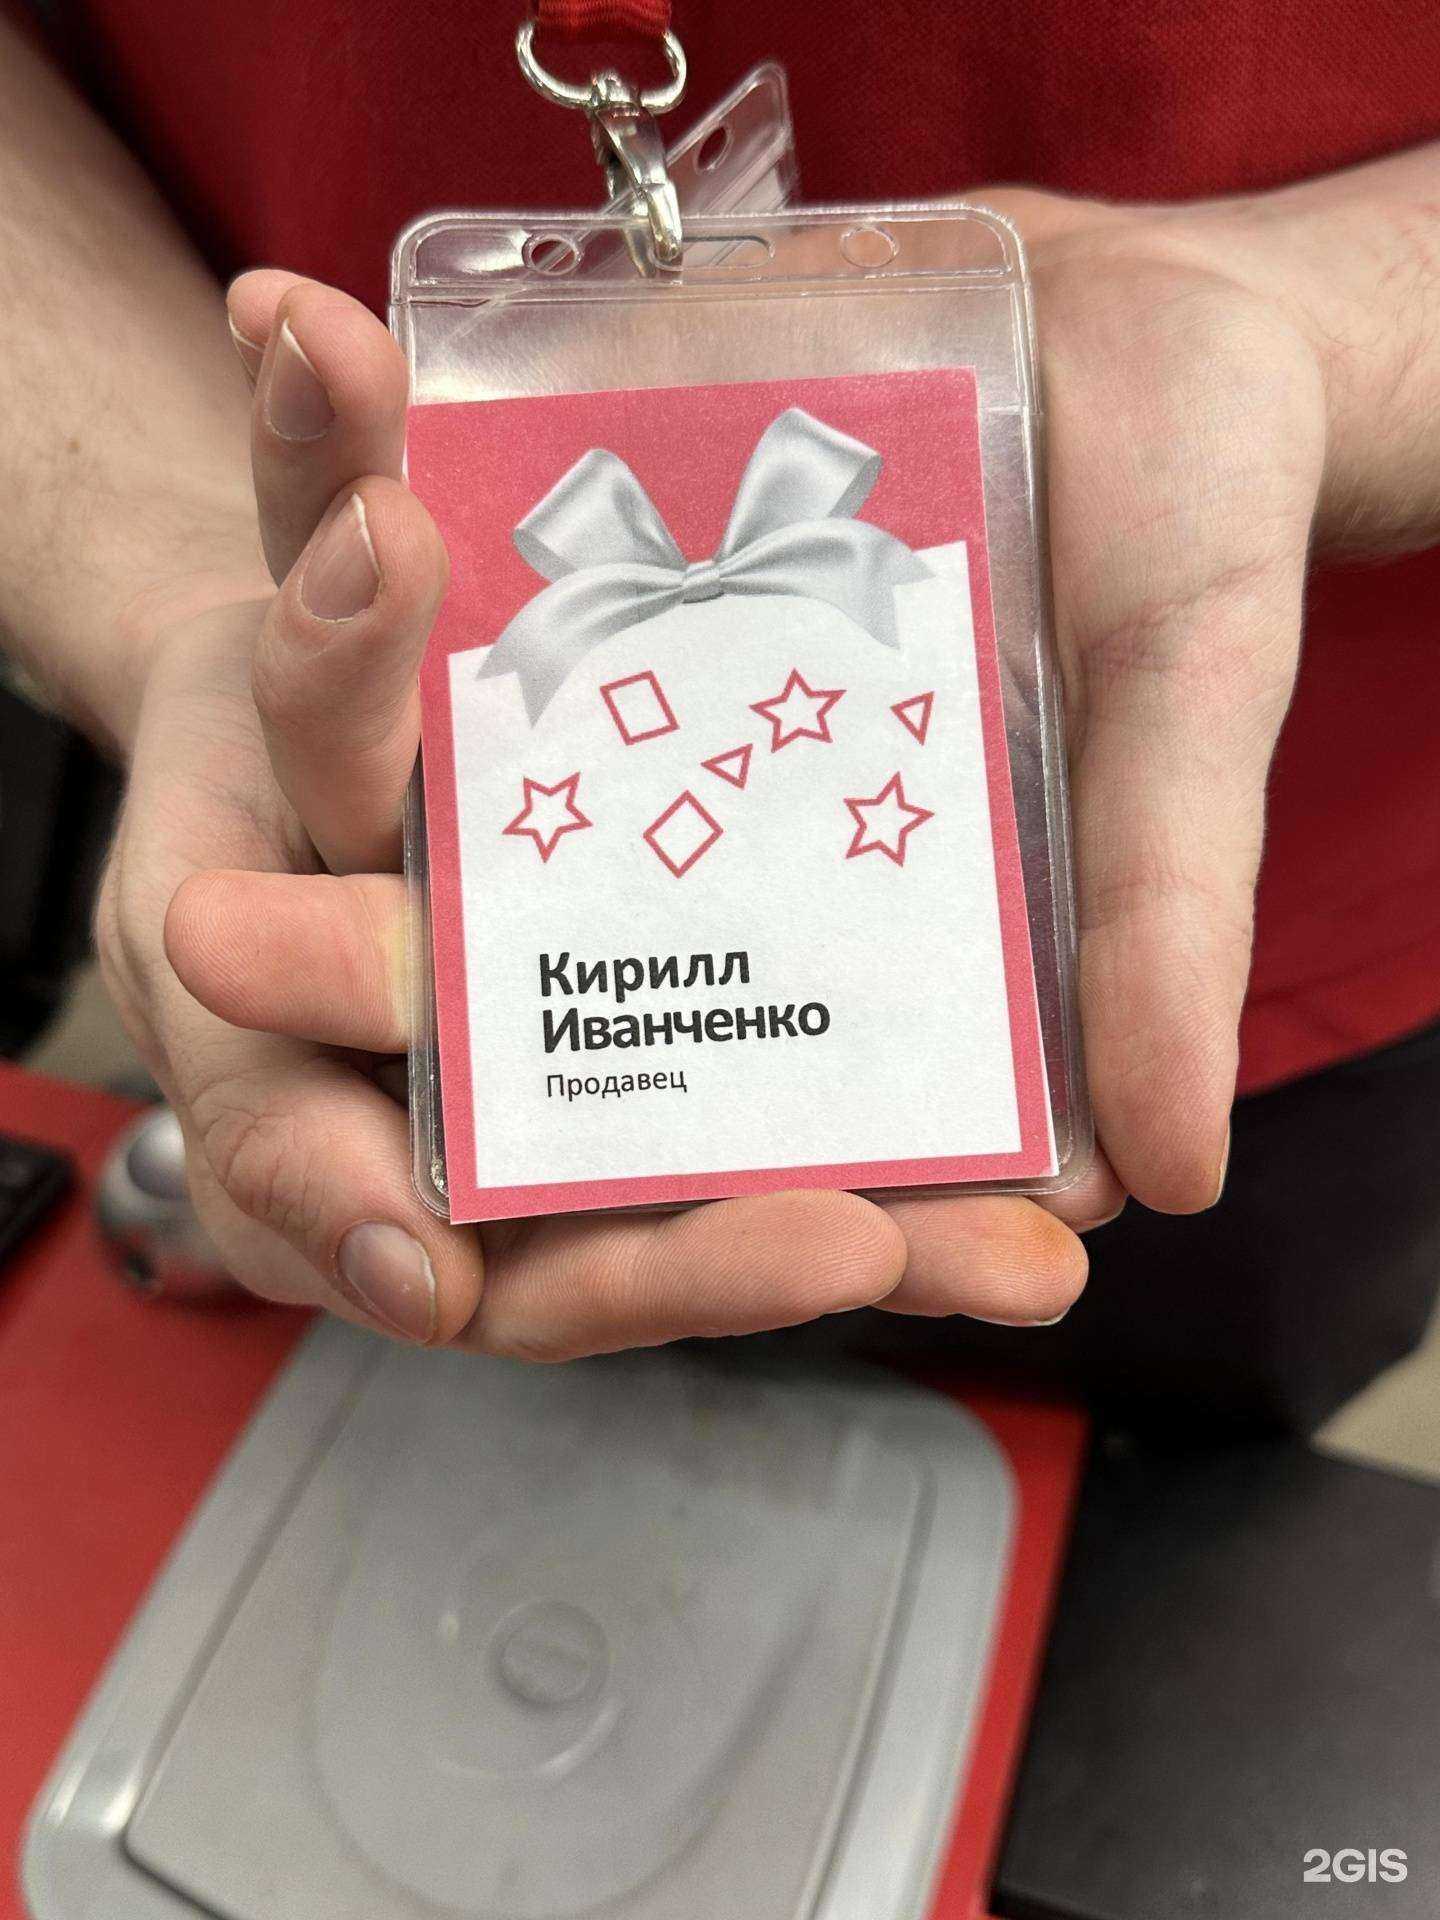 Кирилл
Иванченко
Продавец
2GIS